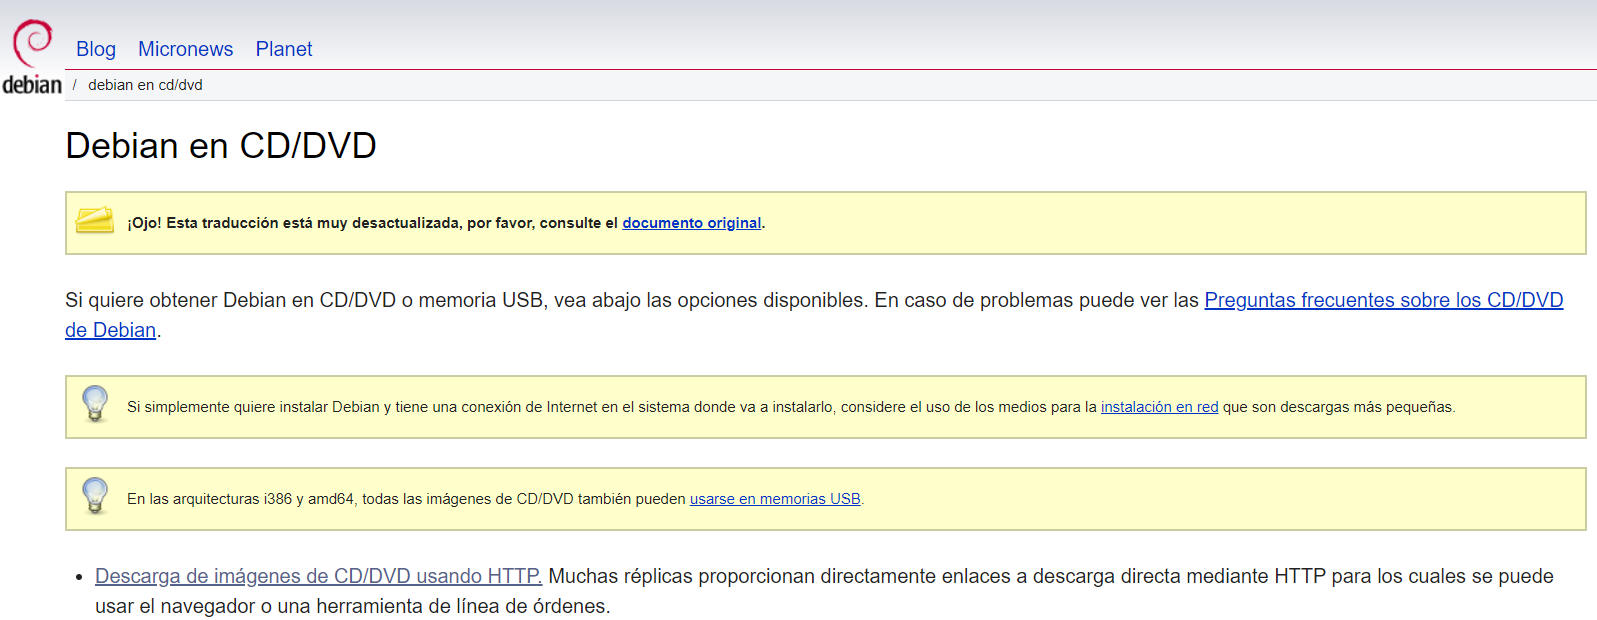 Blog Micronews Planet
debian / debian en cd/dvd
Debian en CD/DVD
¡Ojo! Esta traducción está muy desactualizada, por favor, consulte el documento original.
Si quiere obtener Debian en CD/DVD o memoria USB, vea abajo las opciones disponibles. En caso de problemas puede ver las Preguntas frecuentes sobre los CD/DVD
de Debian.
Si simplemente quiere instalar Debian y tiene una conexión de Internet en el sistema donde va a instalarlo, considere el uso de los medios para la instalación en red que son descargas más pequeñas.
En las arquitecturas i386 y amd64, todas las imágenes de CD/DVD también pueden usarse en memorias USB.
• Descarga de imágenes de CD/DVD usando HTTP. Muchas réplicas proporcionan directamente enlaces a descarga directa mediante HTTP para los cuales se puede
usar el navegador o una herramienta de línea de órdenes.